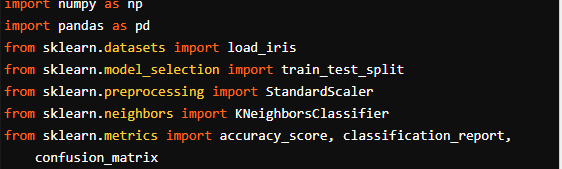 import numpy as np
import pandas as pd
from sklearn.datasets import load_iris
from sklearn.model_selection import train_test_split
from sklearn.preprocessing import StandardScaler
from sklearn.neighbors import KNeighborsClassifier
from sklearn.metrics import accuracy_score, classification_report,
confusion_matrix